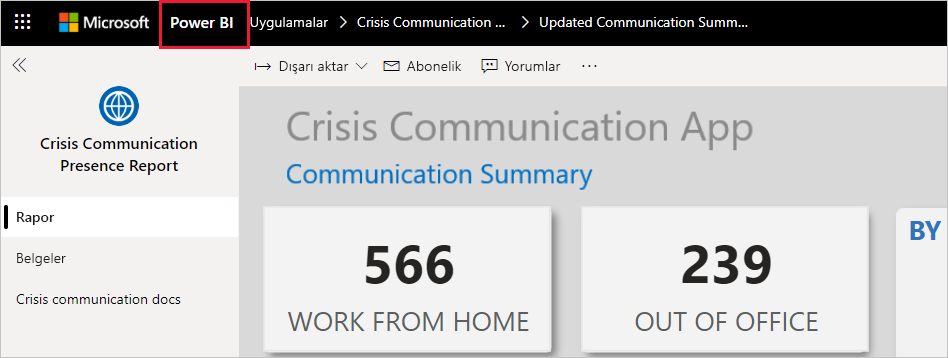 Microsoft Power BI Uygulamalar > Crisis Communication ... > Updated Communication Summ...
Dışarı aktar Abonelik Yorumlar ...
Crisis Communication
Presence Report
Rapor
Belgeler
Crisis communication docs
Crisis Communication App
Communication Summary
566
WORK FROM HOME
239
OUT OF OFFICE
BY